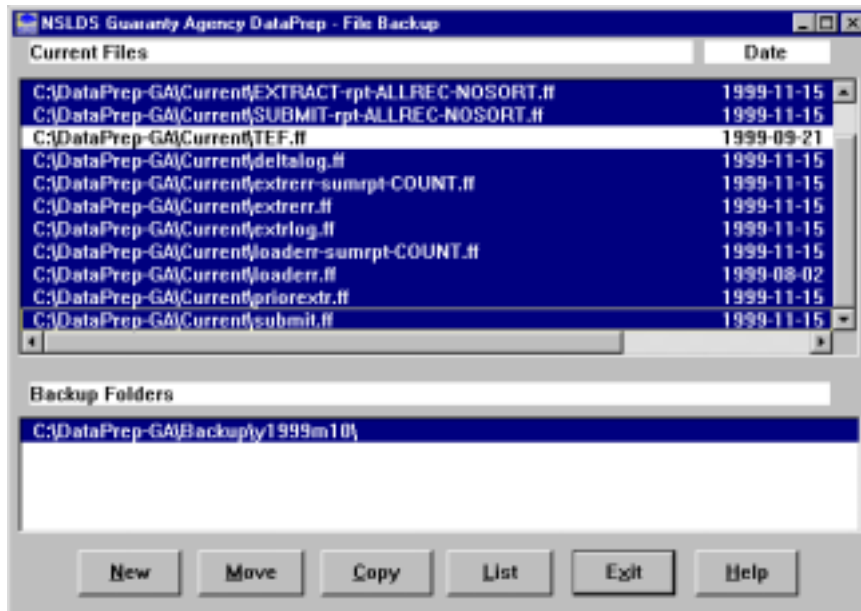 NSLDS Guaranty Agency DataPrep - File Backup
Current Files Date
C:\DataPrep-GA\Current\EXTRACT-rpt-ALLREC-NOSORT.ff 1999-11-15
C:\DataPrep-GA\Current\SUBMIT-rpt-ALLREC-NOSORT.ff 1999-11-15
C:\DataPrep-GA\Current\TEF.ff 1999-09-21
C:\DataPrep-GA\Current\deltalog.ff 1999-11-15
C:\DataPrep-GA\Current\extrerr-sumrpt-COUNT.ff 1999-11-15
C:\DataPrep-GA\Current\extrerr.ff 1999-11-15
C:\DataPrep-GA\Current\extrlog.ff 1999-11-15
C:\DataPrep-GA\Current\loaderr-sumrpt-COUNT.ff 1999-11-15
C:\DataPrep-GA\Current\loaderr.ff 1999-08-02
C:\DataPrep-GA\Current\priorextr.ff 1999-11-15
C:\DataPrep-GA\Current\submit.ff 1999-11-15
Backup Folders
C:\DataPrep-GA\Backup\y1999m10\
New Move Copy List Exit Help